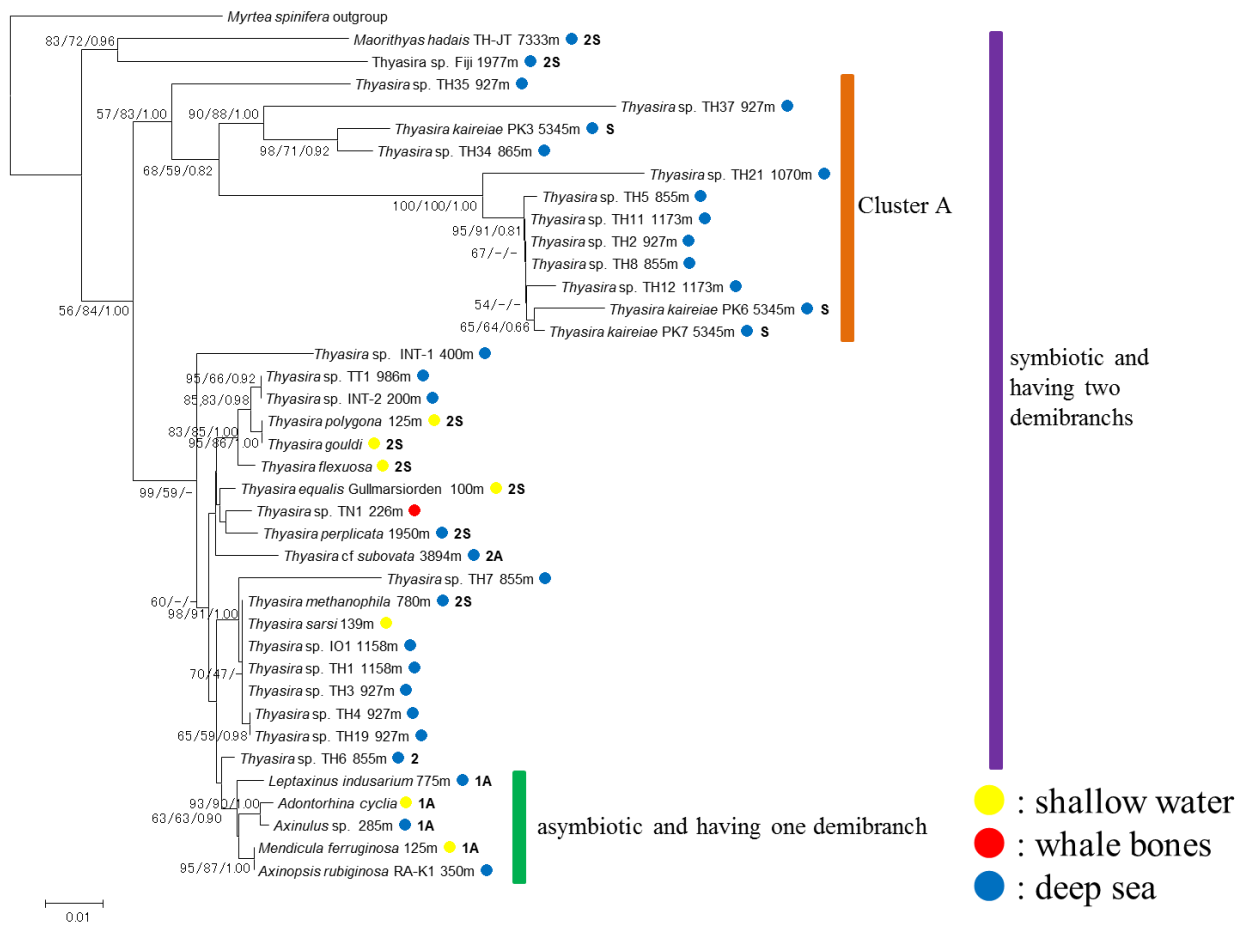 Myrtea spinifera outgroup
83/72/0.96
Maorithyas hadais TH-JT 7333m 2S
Thyasira sp. Fiji 1977m 2S
Thyasira sp. TH35 927m
57/83/1.00
90/88/1.00
Thyasira sp. TH37 927m
Thyasira kaireiae PK3 5345m S
98/71/0.92
Thyasira sp. TH34 865m
68/59/0.82
Thyasira sp. TH21 1070m
100/100/1.00
Thyasira sp. TH5 855m
Cluster A
Thyasira sp. TH11 1173m
95/91/0.81
Thyasira sp. TH2 927m
67/-/-
Thyasira sp. TH8 855m
Thyasira sp. TH12 1173m
54/-/-
56/84/1.00
Thyasira kaireiae PK6 5345m S
65/64/0.66
Thyasira kaireiae PK7 5345m S
Thyasira sp. INT-1 400m
symbiotic and
having two
demibranchs
95/66/0.92
Thyasira sp. TT1 986m
85,83/0.98
Thyasira sp. INT-2 200m
Thyasira polygona 125m 2S
83/85/1.00
95/86/1.00
Thyasira gouldi 2S
Thyasira flexuosa 2S
99/59/-
Thyasira equalis Gullmarsiorden 100m 2S
Thyasira sp. TN1 226m
Thyasira perplicata 1950m 2S
Thyasira cf subovata 3894m 2A
Thyasira sp. TH7 855m
60/-/-
98/91/1.00
Thyasira methanophila 780m 2S
Thyasira sarsi 139m
Thyasira sp. IO1 1158m
70/47/-
Thyasira sp. TH1 1158m
Thyasira sp. TH3 927m
Thyasira sp. TH4 927m
65/59/0.98
Thyasira sp. TH19 927m
Thyasira sp. TH6 855m 2
Leptaxinus indusarium 775m 1A
93/90/1.00
Adontorhina cyclia 1A
63/63/0.90
Axinulus sp. 285m 1A
asymbiotic and having one demibranch
Mendicula ferruginosa 125m 1A
95/87/1.00
Axinopsis rubiginosa RA-K1 350m
: shallow water
: whale bones
: deep sea
0.01